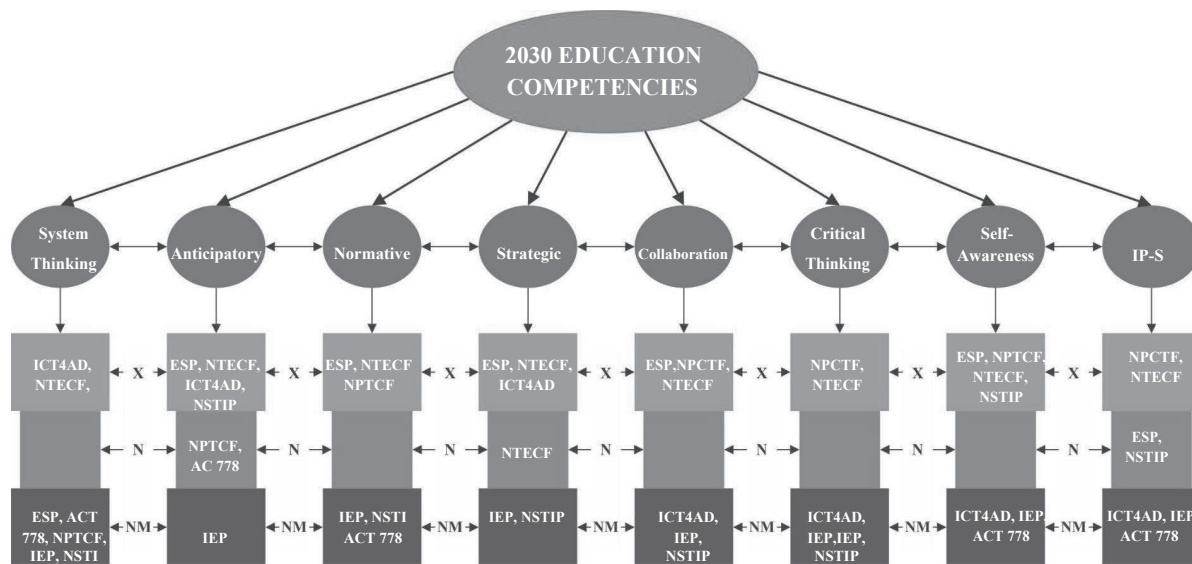 2030 EDUCATION
COMPETENCIES
System
Thinking
Anticipatory
Normative
Strategic
Collaboration
Critical
Thinking
Self-
Awareness
IP-S
ICT4AD,
NTECF,
X
ESP, NTECF,
ICT4AD,
NSTIP
X
ESP, NTECF
NPTCF
X
ESP, NTECF,
ICT4AD
X
ESP,NPCTF,
NTECF
X
NPCTF,
NTECF
X
ESP, NPTCF,
NTECF,
NSTIP
X
NPCTF,
NTECF
N
NPTCF,
AC 778
N
N
NTECF
N
N
N
N
ESP,
NSTIP
ESP, ACT
778, NPTCF,
IEP, NSTI
NM
IEP
NM
IEP, NSTI
ACT 778
NM
IEP, NSTIP
NM
ICT4AD,
IEP,
NSTIP
NM
ICT4AD,
IEP,IEP,
NSTIP
NM
ICT4AD, IEP,
ACT 778
NM
ICT4AD, IEP
ACT 778